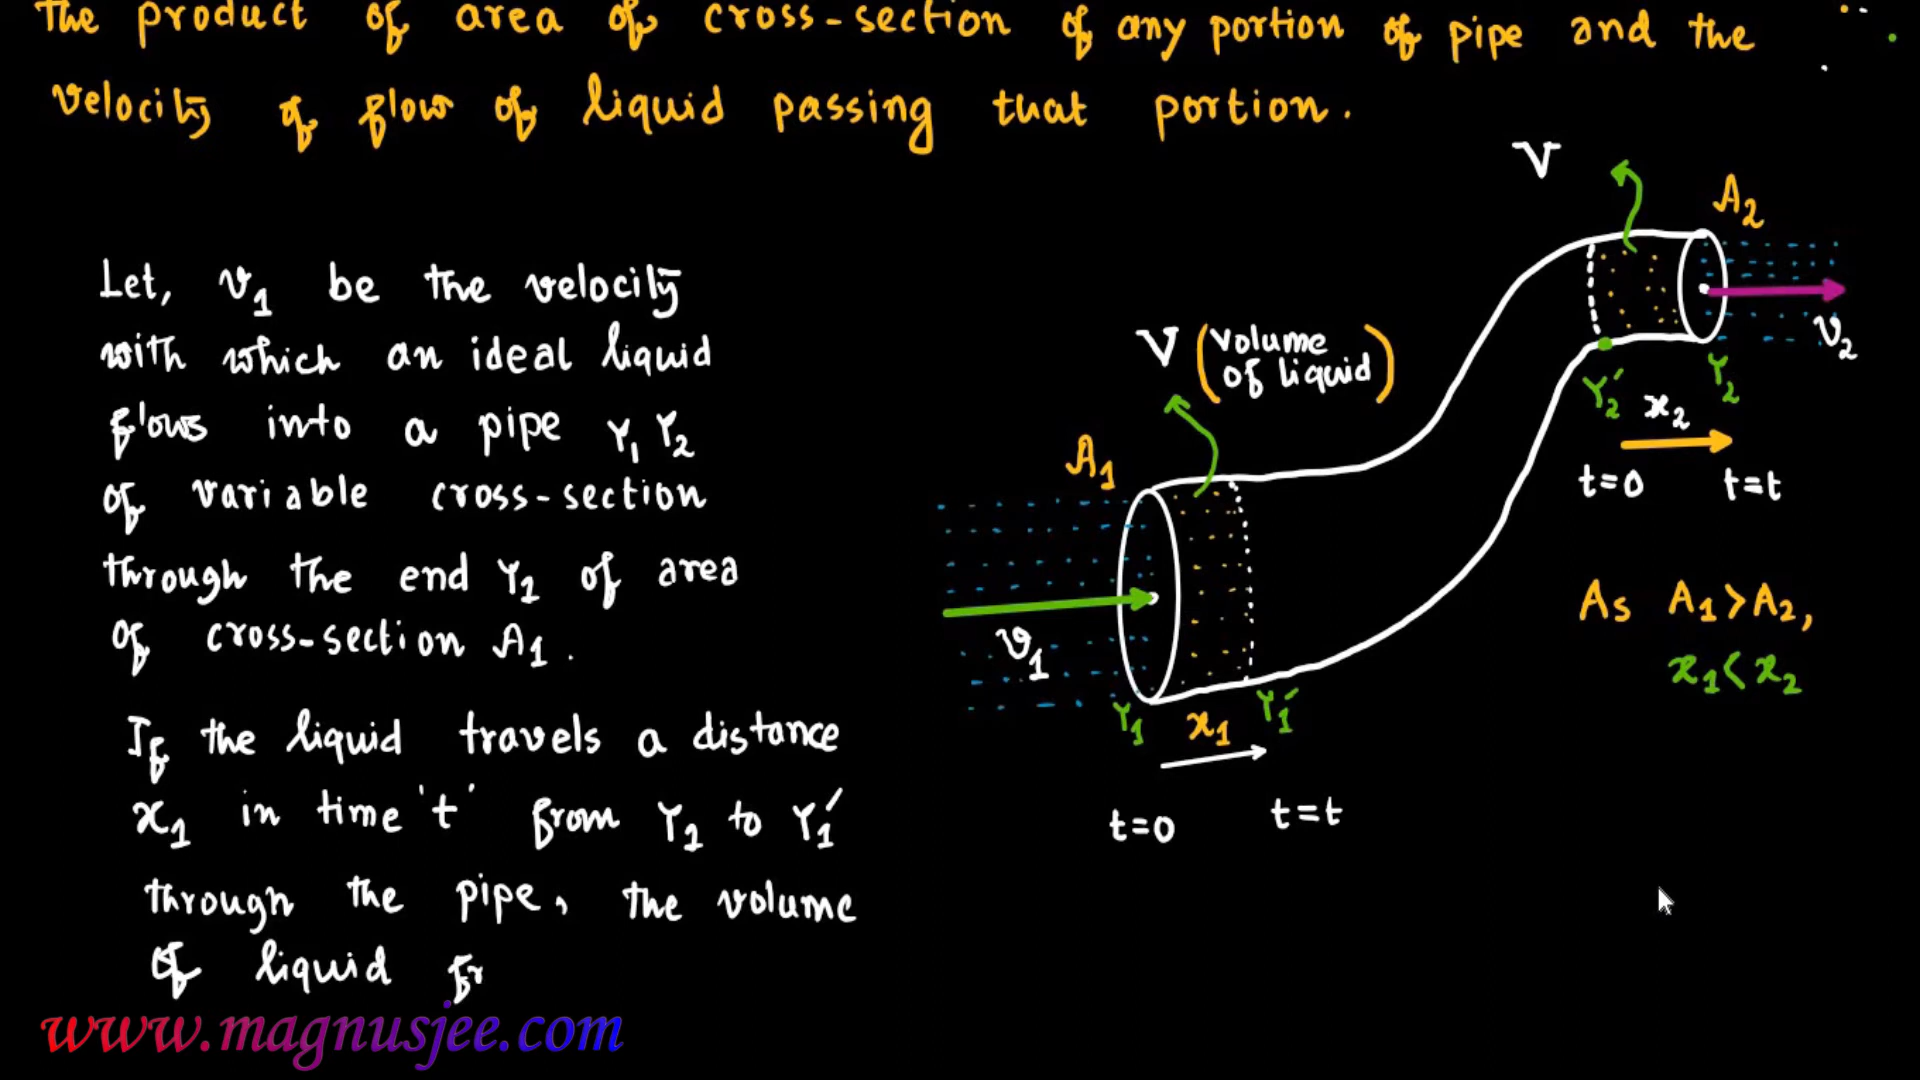 the product of area of cross-section of any portion of pipe and the
velocity of flow of liquid passing that portion.
V
A2
Let, v1 be the velocity
with which an ideal liquid
flows into a pipe Y1 Y2
of variable cross-section
through the end Y1 of area
of cross-section A1.
If the liquid travels a distance
x1 in time 't' from Y1 to Y1'
through the pipe, the volume
of liquid fr
V (volume
of liquid)
v2
Y2' Y2
x2
t=0 t=t
A1
v1
Y1 x1 Y1'
t=0 t=t
As A1>A2,
x1<x2
www.magnusjee.com